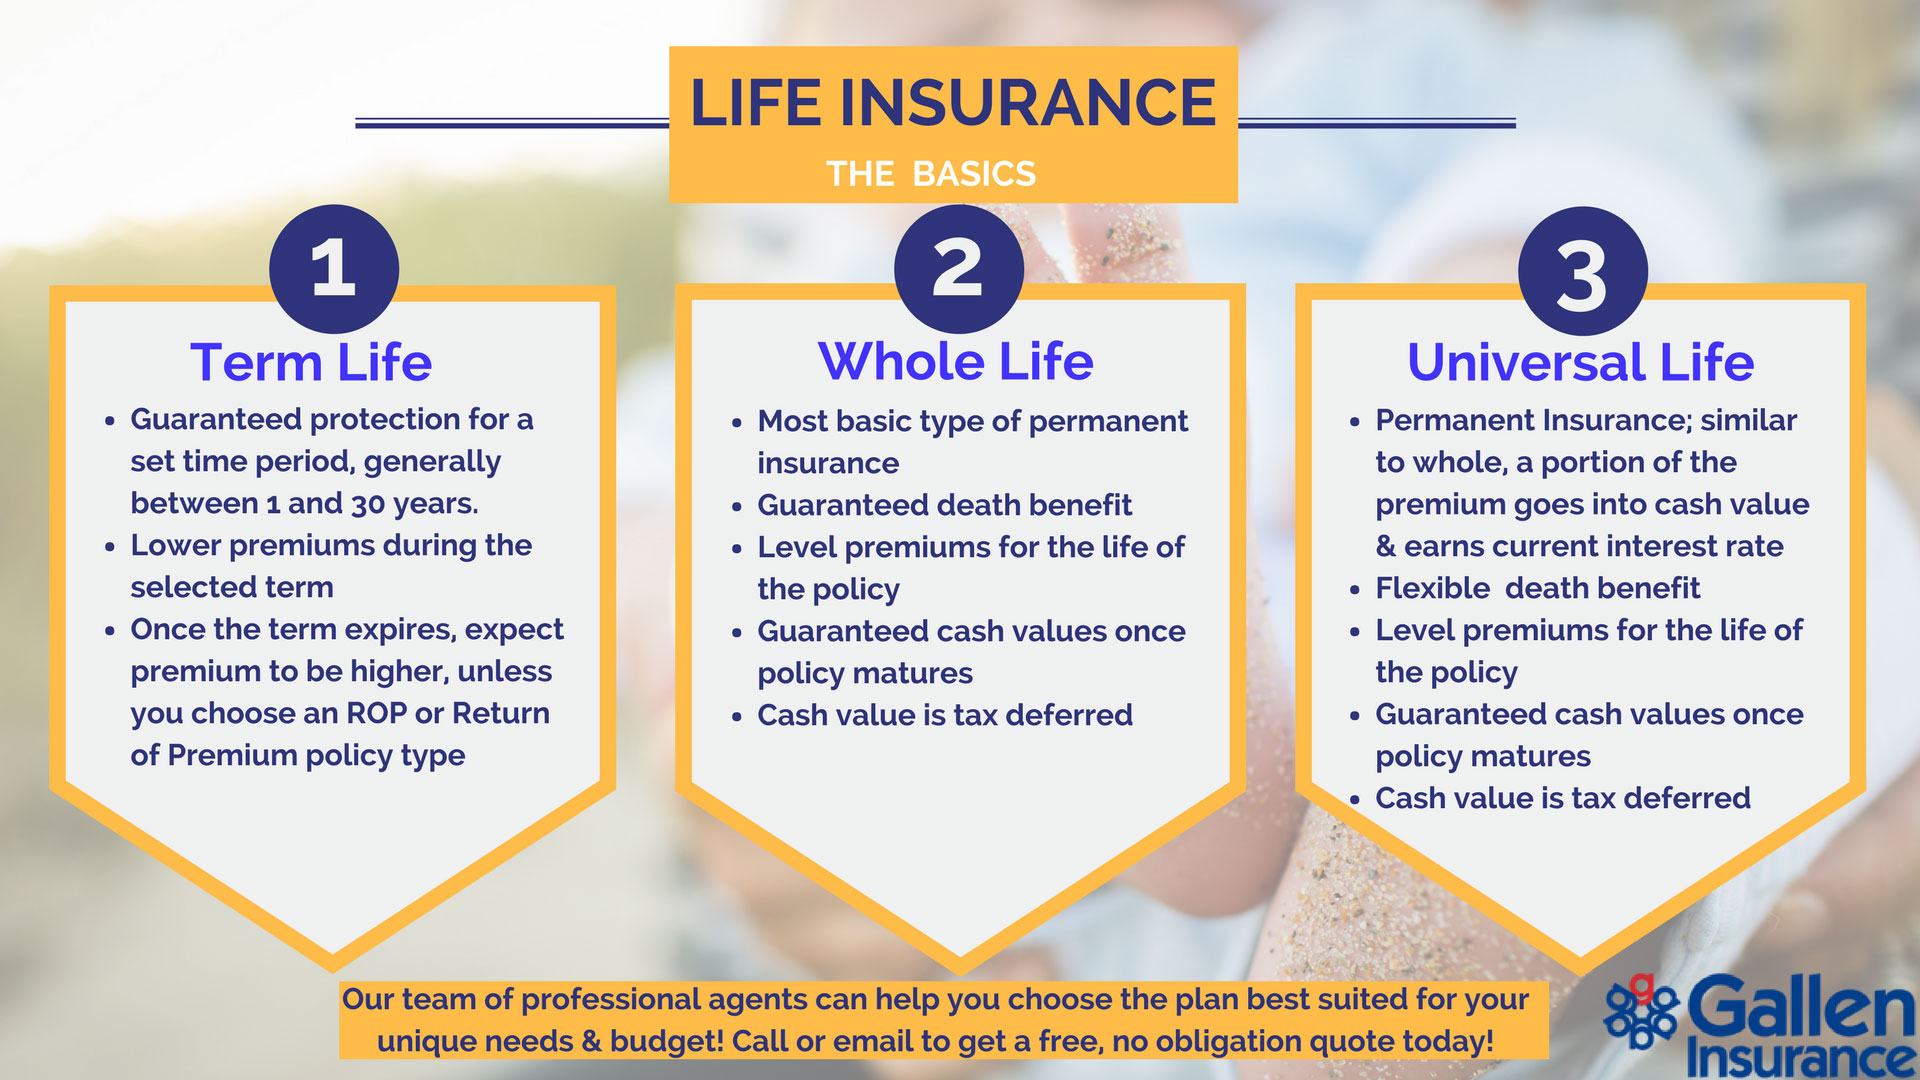 LIFE INSURANCE
THE BASICS
1
Term Life
• Guaranteed protection for a
set time period, generally
between 1 and 30 years.
• Lower premiums during the
selected term
• Once the term expires, expect
premium to be higher, unless
you choose an ROP or Return
of Premium policy type
2
Whole Life
• Most basic type of permanent
insurance
• Guaranteed death benefit
• Level premiums for the life of
the policy
• Guaranteed cash values once
policy matures
• Cash value is tax deferred
3
Universal Life
• Permanent Insurance; similar
to whole, a portion of the
premium goes into cash value
& earns current interest rate
• Flexible death benefit
• Level premiums for the life of
the policy
• Guaranteed cash values once
policy matures
• Cash value is tax deferred
Our team of professional agents can help you choose the plan best suited for your
unique needs & budget! Call or email to get a free, no obligation quote today!
Gallen
Insurance